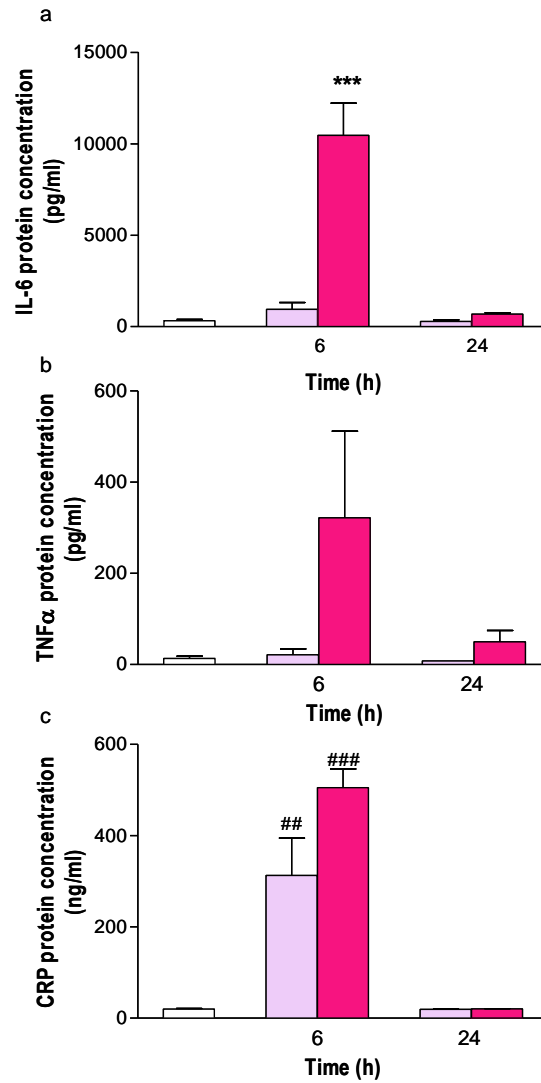 a
IL-6 protein concentration
(pg/ml)
15000
10000
5000
0
***
6
24
Time (h)
b
TNFα protein concentration
(pg/ml)
600
400
200
0
6
24
Time (h)
c
CRP protein concentration
(ng/ml)
600
400
200
0
##
###
6
24
Time (h)